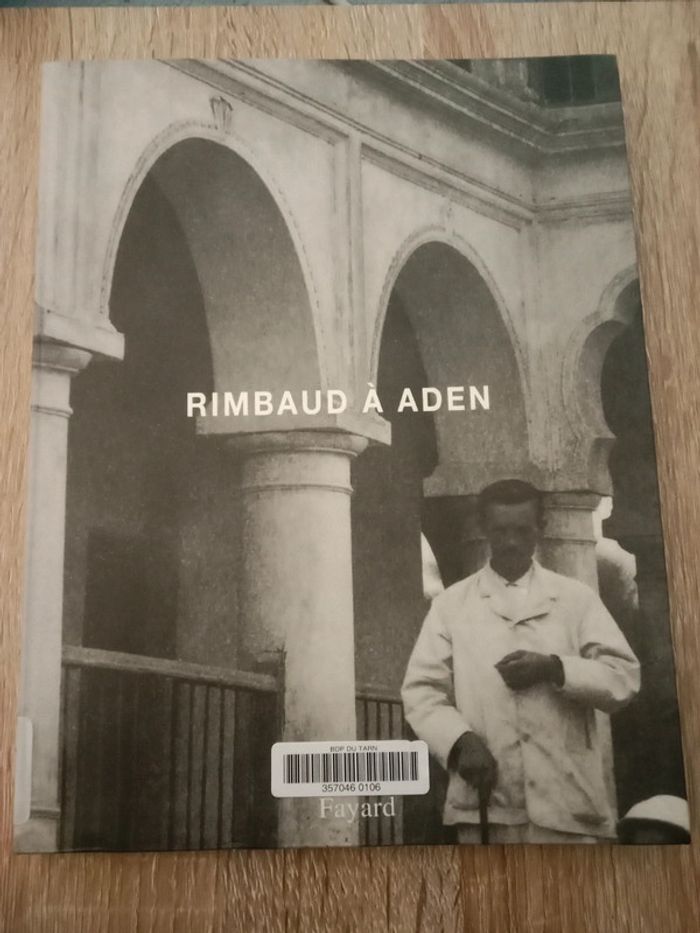 RIMBAUD À ADEN
BDP DU TARN
357046 0106
Fayard